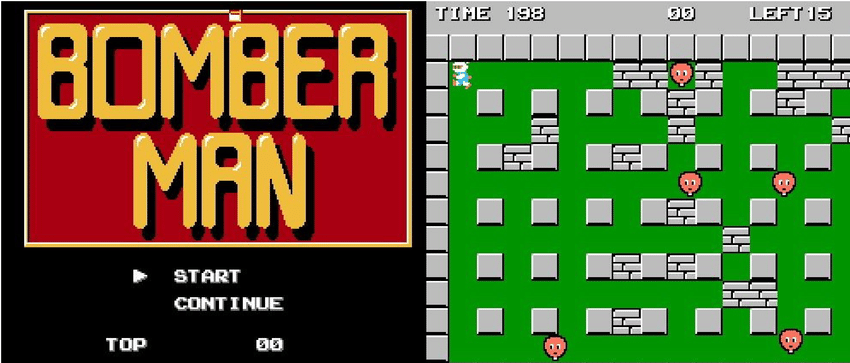 BOMBER
MAN
START
CONTINUE
TOP 00
TIME 198 00 LEFT15